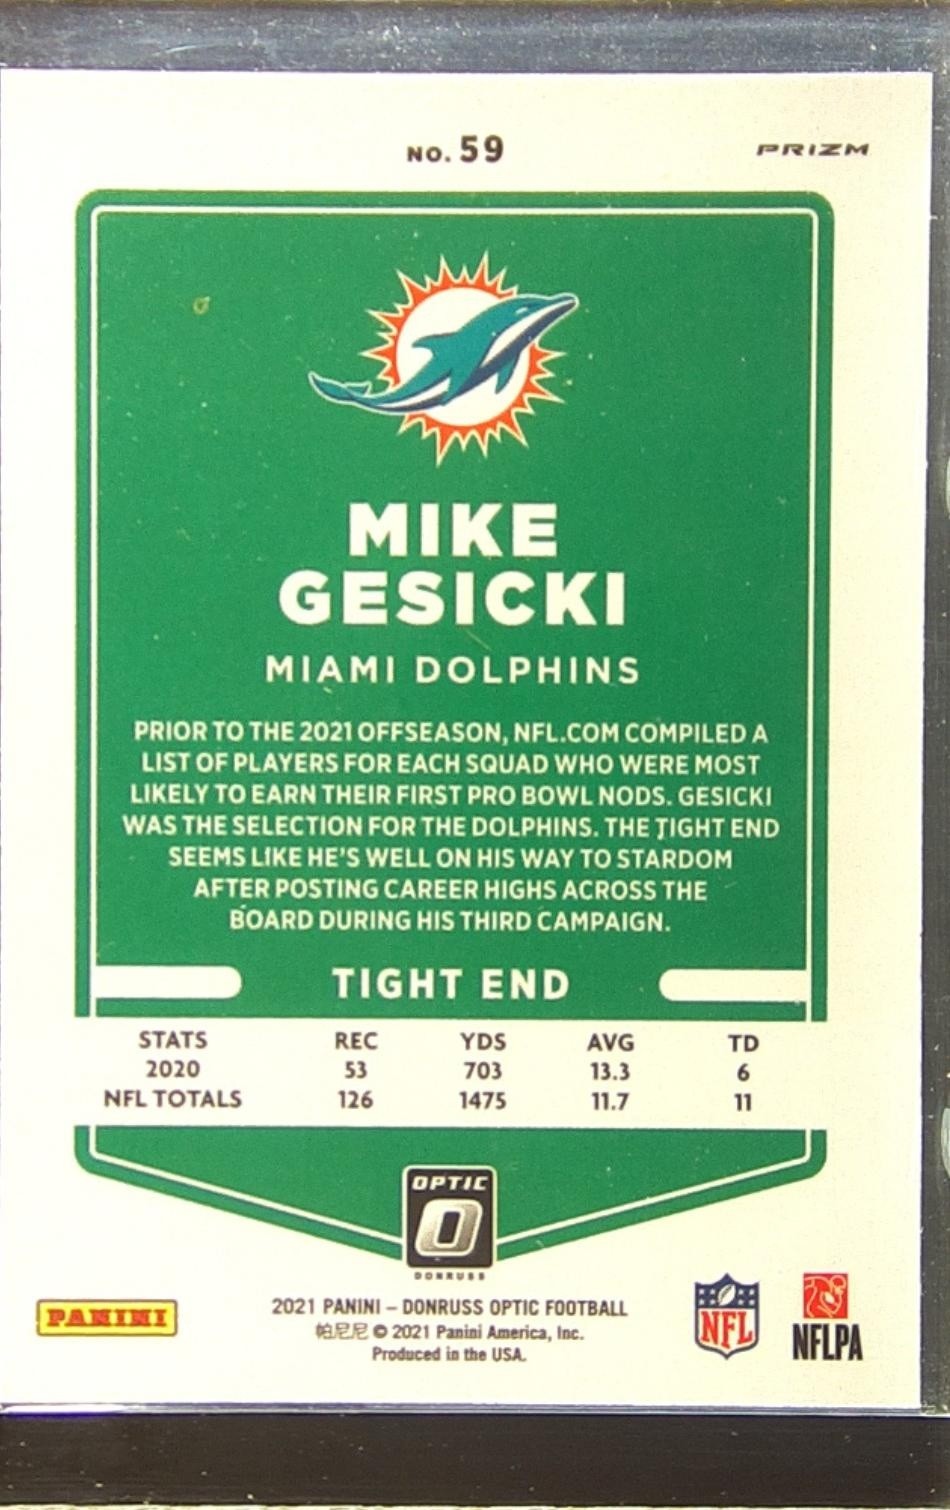 NO. 59
PRIZM
MIKE
GESICKI
MIAMI DOLPHINS
PRIOR TO THE 2021 OFFSEASON, NFL.COM COMPILED A
LIST OF PLAYERS FOR EACH SQUAD WHO WERE MOST
LIKELY TO EARN THEIR FIRST PRO BOWL NODS. GESICKI
WAS THE SELECTION FOR THE DOLPHINS. THE TIGHT END
SEEMS LIKE HE'S WELL ON HIS WAY TO STARDOM
AFTER POSTING CAREER HIGHS ACROSS THE
BOARD DURING HIS THIRD CAMPAIGN.
TIGHT END
STATS REC YDS AVG TD
2020 53 703 13.3 6
NFL TOTALS 126 1475 11.7 11
OPTIC
O
DONRUSS
PANINI
2021 PANINI – DONRUSS OPTIC FOOTBALL
帕尼尼 © 2021 Panini America, Inc.
Produced in the USA.
NFL
NFLPA